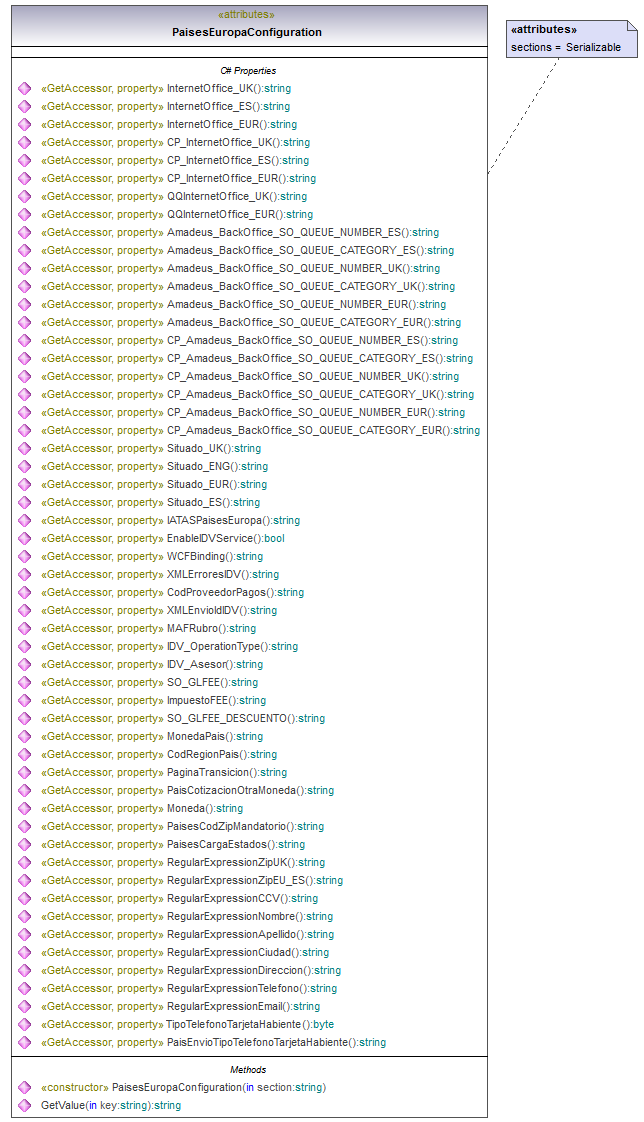 «attributes»
PaisesEuropaConfiguration
«attributes»
sections = Serializable
C# Properties
«GetAccessor, property» InternetOffice_UK():string
«GetAccessor, property» InternetOffice_ES():string
«GetAccessor, property» InternetOffice_EUR():string
«GetAccessor, property» CP_InternetOffice_UK():string
«GetAccessor, property» CP_InternetOffice_ES():string
«GetAccessor, property» CP_InternetOffice_EUR():string
«GetAccessor, property» QQInternetOffice_UK():string
«GetAccessor, property» QQInternetOffice_EUR():string
«GetAccessor, property» Amadeus_BackOffice_SO_QUEUE_NUMBER_ES():string
«GetAccessor, property» Amadeus_BackOffice_SO_QUEUE_CATEGORY_ES():string
«GetAccessor, property» Amadeus_BackOffice_SO_QUEUE_NUMBER_UK():string
«GetAccessor, property» Amadeus_BackOffice_SO_QUEUE_CATEGORY_UK():string
«GetAccessor, property» Amadeus_BackOffice_SO_QUEUE_NUMBER_EUR():string
«GetAccessor, property» Amadeus_BackOffice_SO_QUEUE_CATEGORY_EUR():string
«GetAccessor, property» CP_Amadeus_BackOffice_SO_QUEUE_NUMBER_ES():string
«GetAccessor, property» CP_Amadeus_BackOffice_SO_QUEUE_CATEGORY_ES():string
«GetAccessor, property» CP_Amadeus_BackOffice_SO_QUEUE_NUMBER_UK():string
«GetAccessor, property» CP_Amadeus_BackOffice_SO_QUEUE_CATEGORY_UK():string
«GetAccessor, property» CP_Amadeus_BackOffice_SO_QUEUE_NUMBER_EUR():string
«GetAccessor, property» CP_Amadeus_BackOffice_SO_QUEUE_CATEGORY_EUR():string
«GetAccessor, property» Situado_UK():string
«GetAccessor, property» Situado_ENG():string
«GetAccessor, property» Situado_EUR():string
«GetAccessor, property» Situado_ES():string
«GetAccessor, property» IATASPaisesEuropa():string
«GetAccessor, property» EnableIDVService():bool
«GetAccessor, property» WCFBinding():string
«GetAccessor, property» XMLErroresIDV():string
«GetAccessor, property» CodProveedorPagos():string
«GetAccessor, property» XMLEnvioIdIDV():string
«GetAccessor, property» MAFRubro():string
«GetAccessor, property» IDV_OperationType():string
«GetAccessor, property» IDV_Asesor():string
«GetAccessor, property» SO_GLFEE():string
«GetAccessor, property» ImpuestoFEE():string
«GetAccessor, property» SO_GLFEE_DESCUENTO():string
«GetAccessor, property» MonedaPais():string
«GetAccessor, property» CodRegionPais():string
«GetAccessor, property» PaginaTransicion():string
«GetAccessor, property» PaisCotizacionOtraMoneda():string
«GetAccessor, property» Moneda():string
«GetAccessor, property» PaisesCodZipMandatorio():string
«GetAccessor, property» PaisesCargaEstados():string
«GetAccessor, property» RegularExpressionZipUK():string
«GetAccessor, property» RegularExpressionZipEU_ES():string
«GetAccessor, property» RegularExpressionCCV():string
«GetAccessor, property» RegularExpressionNombre():string
«GetAccessor, property» RegularExpressionApellido():string
«GetAccessor, property» RegularExpressionCiudad():string
«GetAccessor, property» RegularExpressionDireccion():string
«GetAccessor, property» RegularExpressionTelefono():string
«GetAccessor, property» RegularExpressionEmail():string
«GetAccessor, property» TipoTelefonoTarjetaHabiente():byte
«GetAccessor, property» PaisEnvioTipoTelefonoTarjetaHabiente():string
Methods
«constructor» PaisesEuropaConfiguration(in section:string)
GetValue(in key:string):string